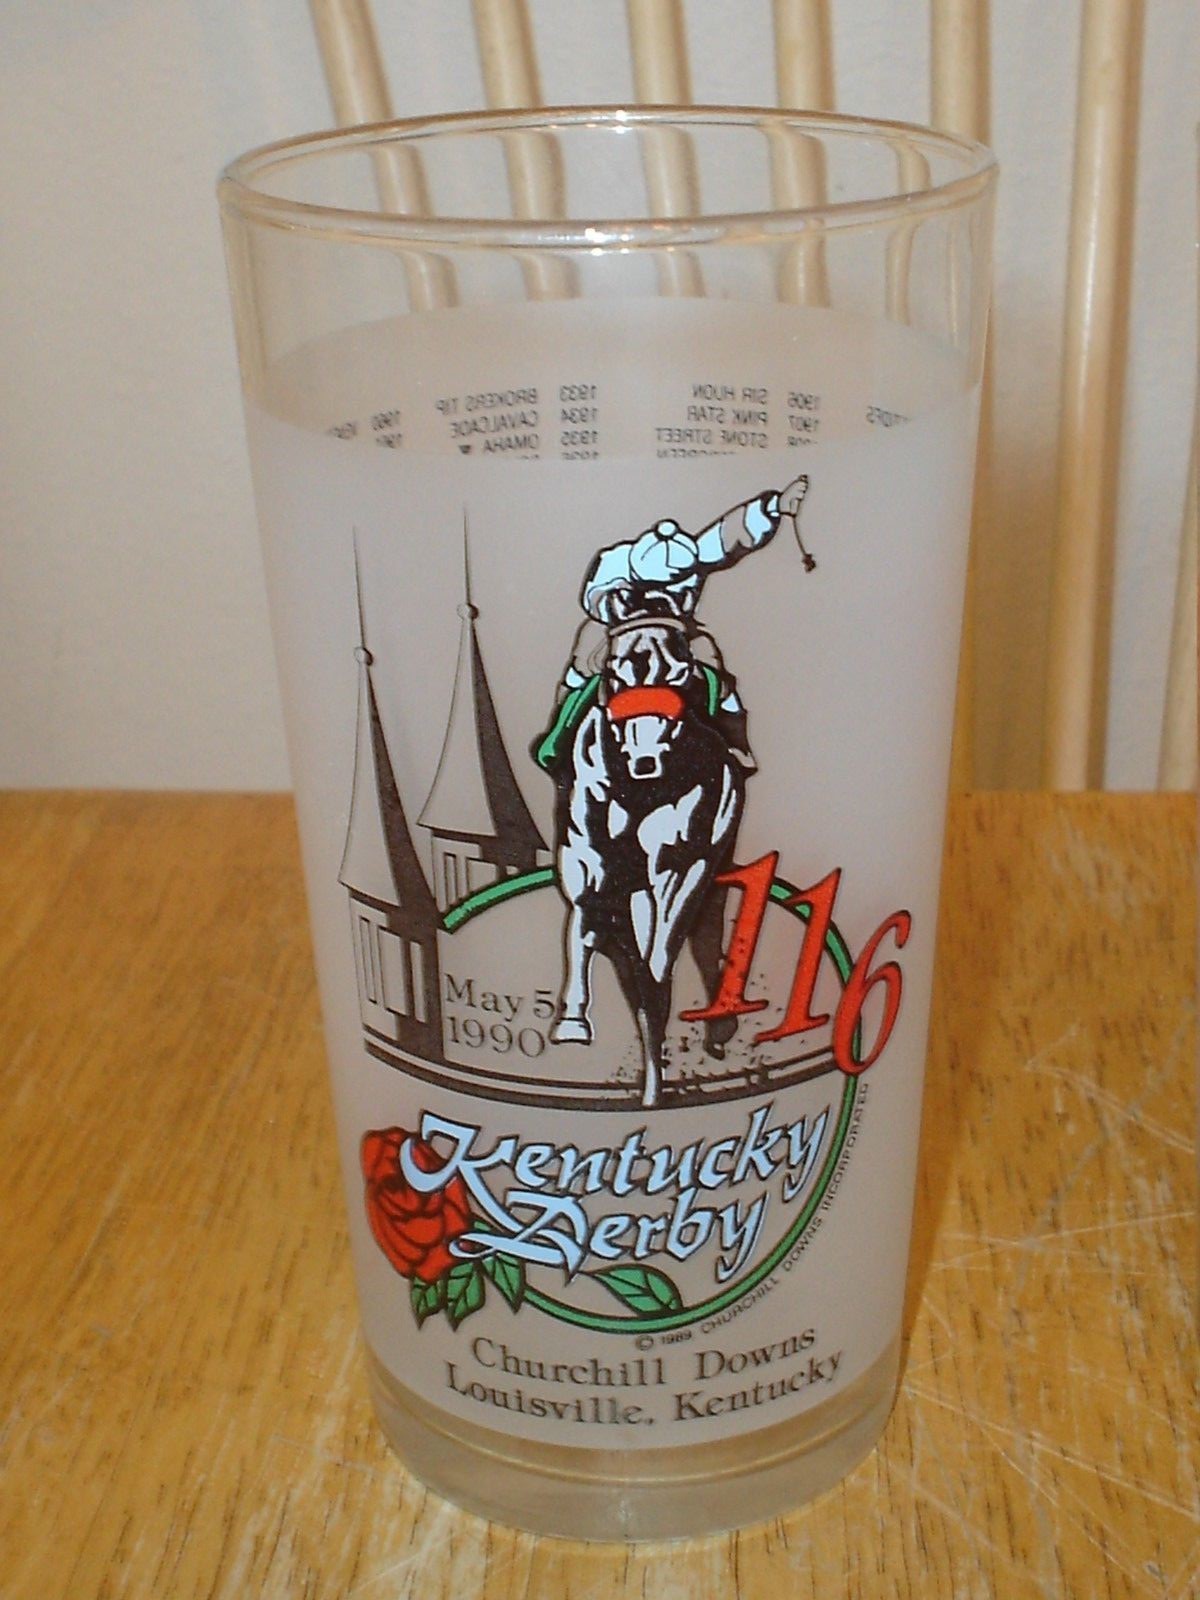 1933 BROKERS TIP
1934 CAVALCADE
1935 OMAHA
1906 SIR HUON
1907 PINK STAR
STONE STREET
1960
116
May 5
1990
Kentucky
Derby
© 1989 CHURCHILL DOWNS INCORPORATED
Churchill Downs
Louisville, Kentucky